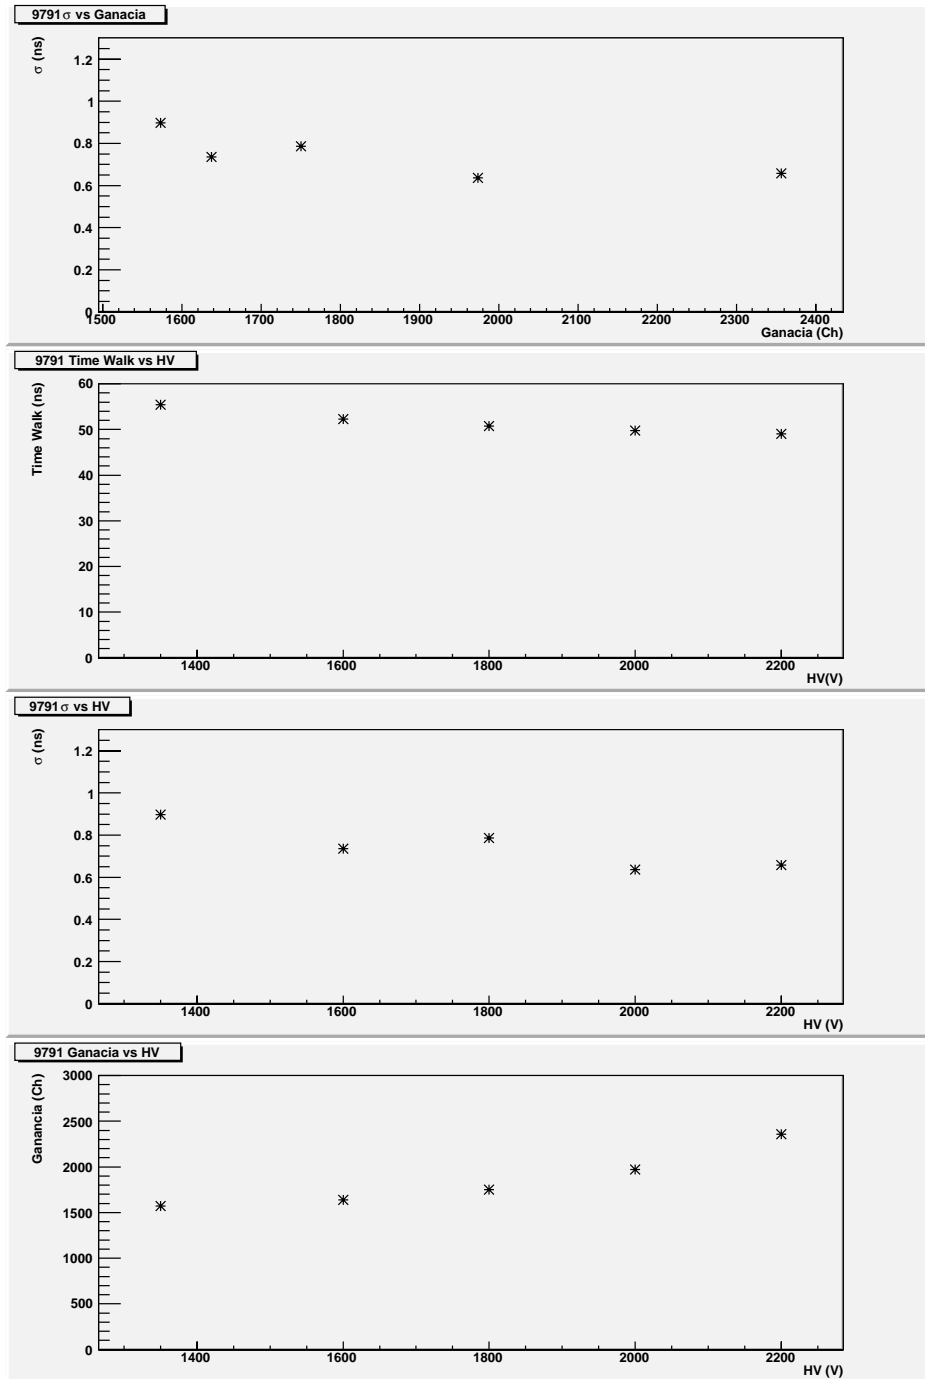 9791 σ vs Ganacia
σ (ns)
1.2
1
0.8
0.6
0.4
0.2
0
1500 1600 1700 1800 1900 2000 2100 2200 2300 2400
Ganacia (Ch)
9791 Time Walk vs HV
Time Walk (ns)
60
50
40
30
20
10
0
1400 1600 1800 2000 2200
HV(V)
9791 σ vs HV
σ (ns)
1.2
1
0.8
0.6
0.4
0.2
0
1400 1600 1800 2000 2200
HV (V)
9791 Ganacia vs HV
Ganancia (Ch)
3000
2500
2000
1500
1000
500
0
1400 1600 1800 2000 2200
HV (V)